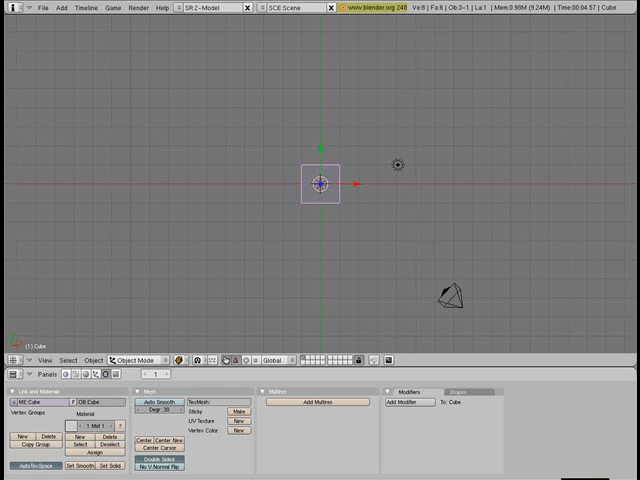 File Add Timeline Game Render Help SR:2-Model SCE:Scene www.blender.org 248 Ve:8 | Fa:6 | Ob:3-1 | La:1 | Mem:0.98M (9.24M) | Time:00:04.57 | Cube
(1) Cube
View Select Object Object Mode Global
Panels 1
Link and Materials Mesh Multires Modifiers Shapes
ME:Cube F OB:Cube Auto Smooth TexMesh: Add Multires Add Modifier To: Cube
Vertex Groups Material Degr: 30 Sticky Make
1 Mat 1 ? UV Texture New
New Delete New Delete Vertex Color New
Copy Group Select Deselect Center Center New
Assign Center Cursor
AutoTexSpace Set Smooth Set Solid Double Sided
No V.Normal Flip